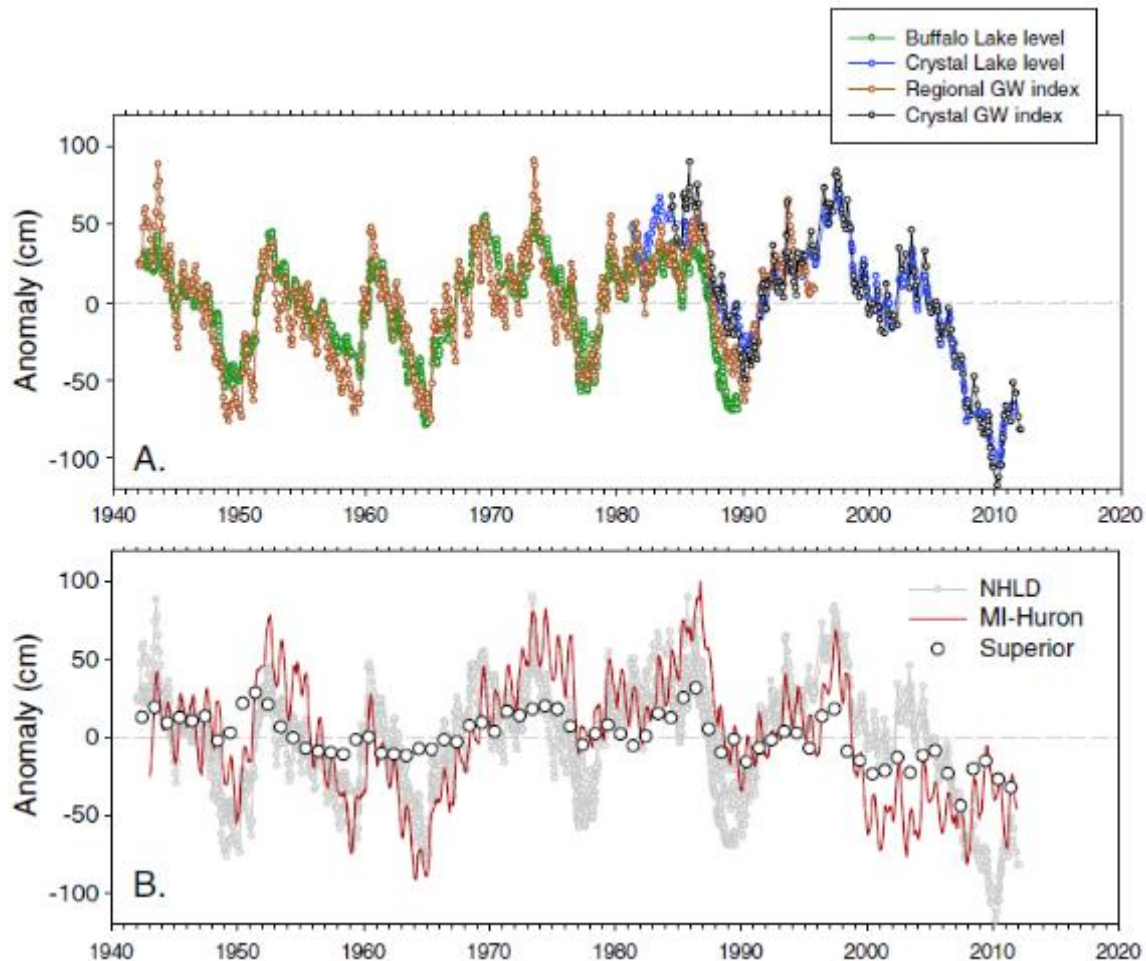 Buffalo Lake level
Crystal Lake level
Regional GW index
Crystal GW index
Anomaly (cm)
100
50
0
-50
-100
A.
1940 1950 1960 1970 1980 1990 2000 2010 2020
NHLD
MI-Huron
Superior
Anomaly (cm)
100
50
0
-50
-100
B.
1940 1950 1960 1970 1980 1990 2000 2010 2020